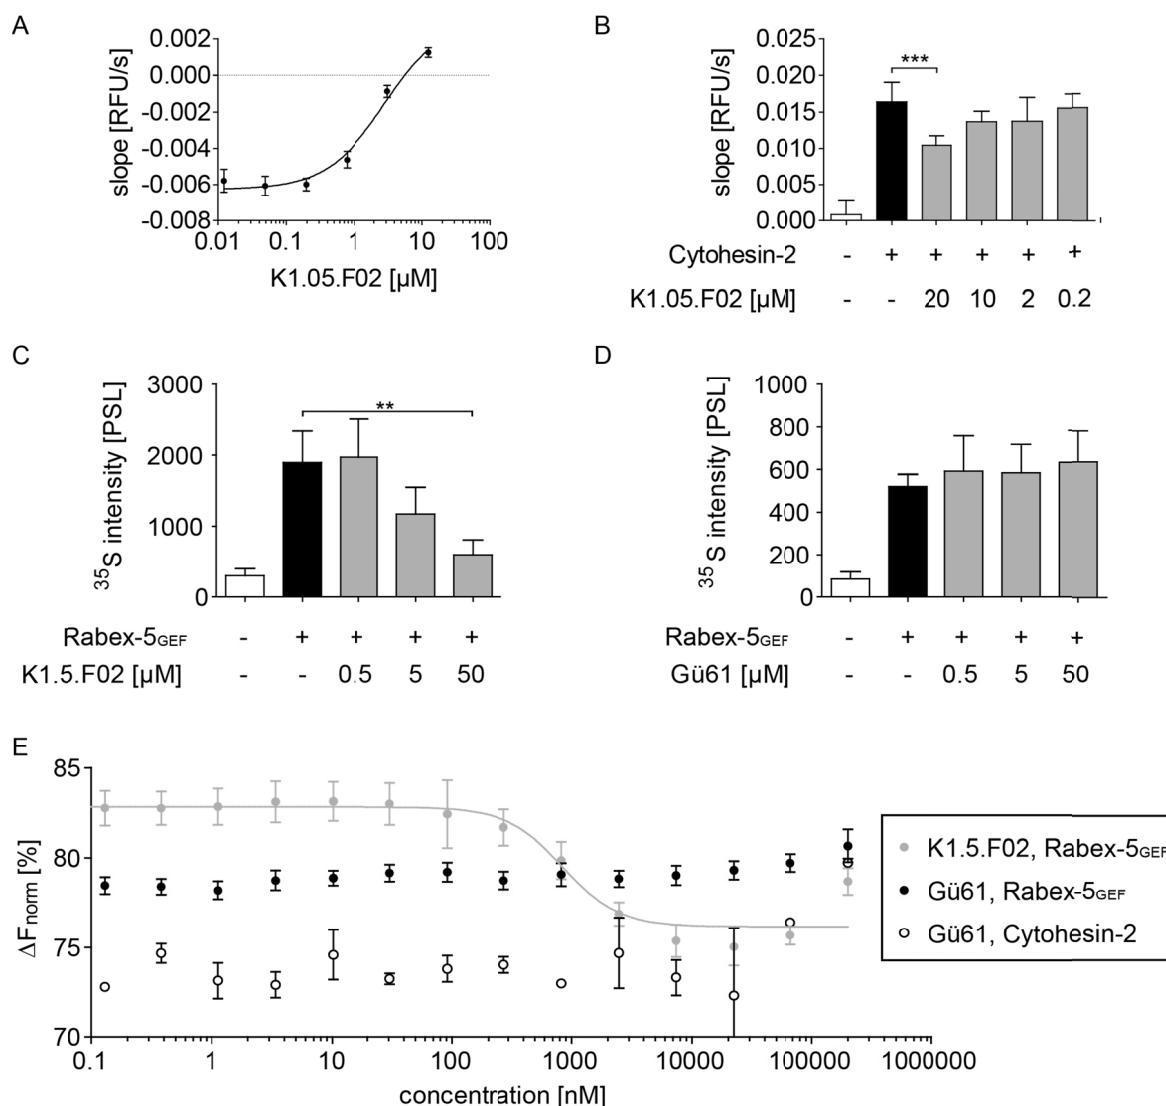 A
slope [RFU/s]
0.002
0.000
-0.002
-0.004
-0.006
-0.008
0.01 0.1 1 10 100
K1.05.F02 [µM]
B
slope [RFU/s]
0.025
0.020
0.015
0.010
0.005
0.000
***
Cytohesin-2 - + + + + +
K1.05.F02 [µM] - - 20 10 2 0.2
C
35S intensity [PSL]
3000
2000
1000
0
**
Rabex-5GEF - + + + +
K1.5.F02 [µM] - - 0.5 5 50
D
35S intensity [PSL]
1000
800
600
400
200
0
Rabex-5GEF - + + + +
Gü61 [µM] - - 0.5 5 50
E
ΔFnorm [%]
85
80
75
70
0.1 1 10 100 1000 10000 100000 1000000
concentration [nM]
K1.5.F02, Rabex-5GEF
Gü61, Rabex-5GEF
Gü61, Cytohesin-2